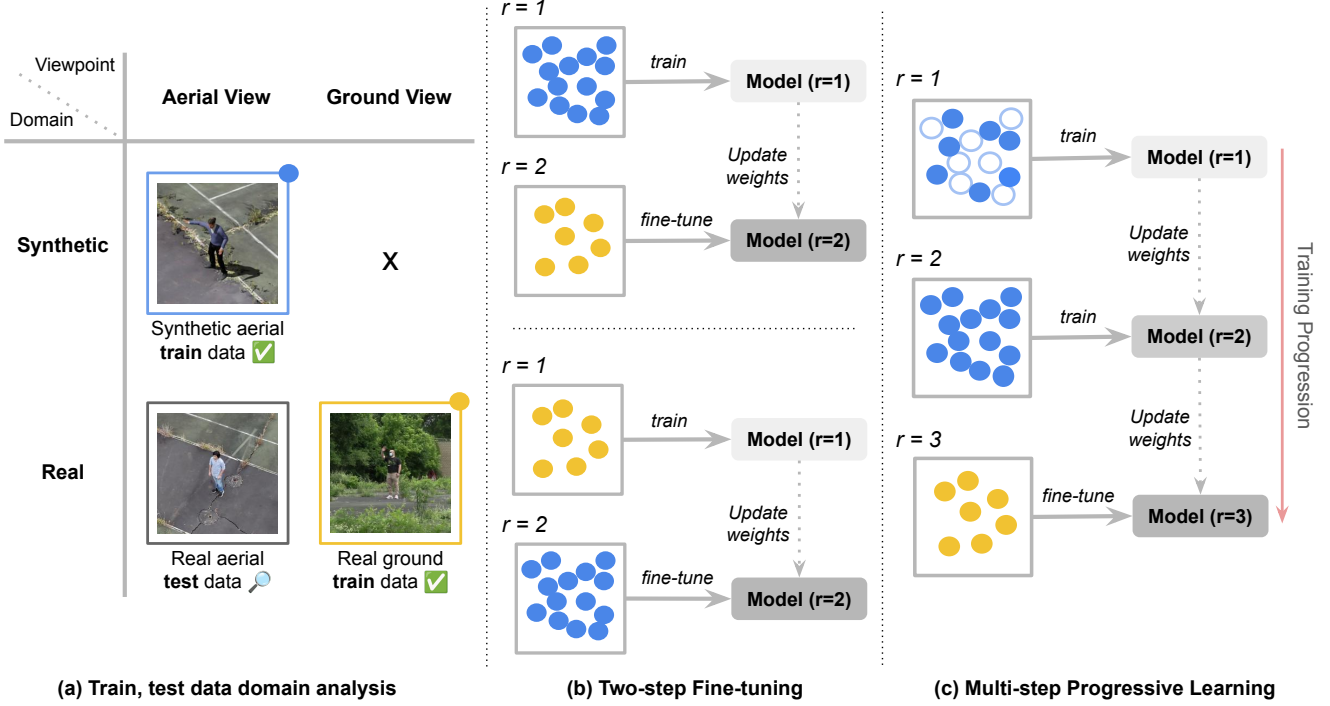 Viewpoint
Domain
Aerial View
Ground View
Synthetic
X
Synthetic aerial
train data ✅
Real
Real aerial
test data 🔎
Real ground
train data ✅
(a) Train, test data domain analysis
r = 1
train
Model (r=1)
Update
weights
r = 2
fine-tune
Model (r=2)
r = 1
train
Model (r=1)
Update
weights
r = 2
fine-tune
Model (r=2)
(b) Two-step Fine-tuning
r = 1
train
Model (r=1)
Update
weights
r = 2
train
Model (r=2)
Update
weights
r = 3
fine-tune
Model (r=3)
Training Progression
(c) Multi-step Progressive Learning